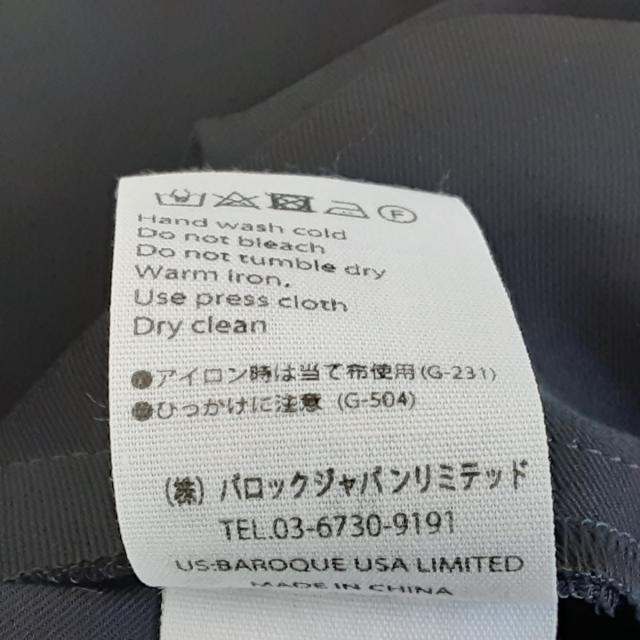 F
Hand wash cold
Do not bleach
Do not tumble dry
Warm iron.
Use press cloth
Dry clean
●アイロン時は当て布使用(G-231)
●ひっかけに注意 (G-504)
(株) バロックジャパンリミテッド
TEL.03-6730-9191
US:BAROQUE USA LIMITED
MADE IN CHINA